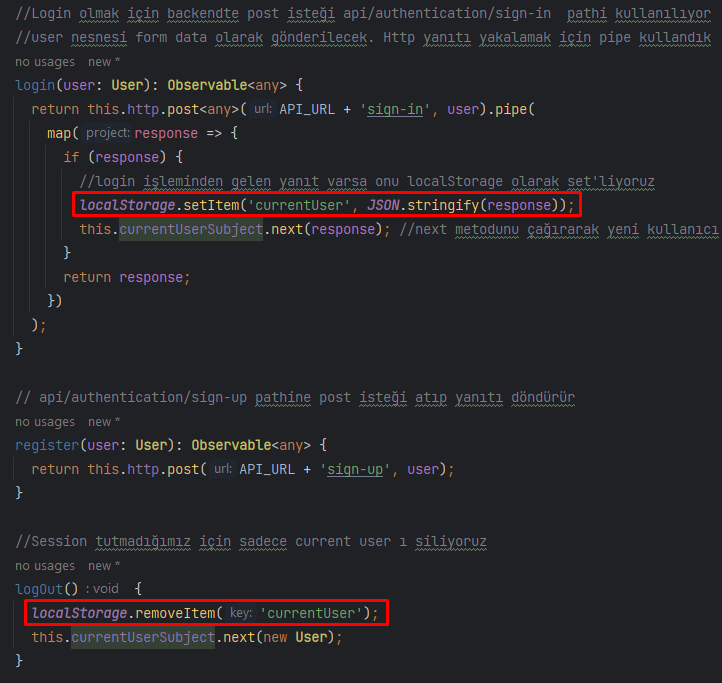 //Login olmak için backendte post isteği api/authentication/sign-in  pathi kullanılıyor
//user nesnesi form data olarak gönderilecek. Http yanıtı yakalamak için pipe kullandık
no usages   new *
login(user: User): Observable<any> {
  return this.http.post<any>( url: API_URL + 'sign-in', user).pipe(
    map( project: response => {
      if (response) {
        //login işleminden gelen yanıt varsa onu localStorage olarak set'liyoruz
        localStorage.setItem('currentUser', JSON.stringify(response));
        this.currentUserSubject.next(response); //next metodunu çağırarak yeni kullanıcı
      }
      return response;
    })
  );
}
// api/authentication/sign-up pathine post isteği atıp yanıtı döndürür
no usages   new *
register(user: User): Observable<any> {
  return this.http.post( url: API_URL + 'sign-up', user);
}
//Session tutmadığımız için sadece current user ı siliyoruz
no usages   new *
logOut() : void  {
  localStorage.removeItem( key: 'currentUser');
  this.currentUserSubject.next(new User);
}